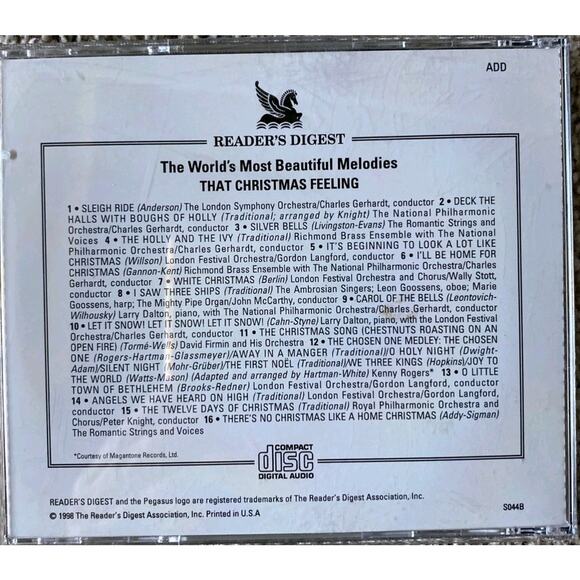 ADD
READER'S DIGEST
The World's Most Beautiful Melodies
THAT CHRISTMAS FEELING
1 • SLEIGH RIDE (Anderson) The London Symphony Orchestra/Charles Gerhardt, conductor 2 • DECK THE
HALLS WITH BOUGHS OF HOLLY (Traditional; arranged by Knight) The National Philharmonic
Orchestra/Charles Gerhardt, conductor 3 • SILVER BELLS (Livingston-Evans) The Romantic Strings and
Voices 4 • THE HOLLY AND THE IVY (Traditional) Richmond Brass Ensemble with The National
Philharmonic Orchestra/Charles Gerhardt, conductor 5 • IT'S BEGINNING TO LOOK A LOT LIKE
CHRISTMAS (Willson) London Festival Orchestra/Gordon Langford, conductor 6 • I'LL BE HOME FOR
CHRISTMAS (Gannon-Kent) Richmond Brass Ensemble with The National Philharmonic Orchestra/Charles
Gerhardt, conductor 7 • WHITE CHRISTMAS (Berlin) London Festival Orchestra and Chorus/Wally Stott,
conductor 8 • I SAW THREE SHIPS (Traditional) The Ambrosian Singers; Leon Goossens, oboe; Marie
Goossens, harp; The Mighty Pipe Organ/John McCarthy, conductor 9 • CAROL OF THE BELLS (Leontovich-
Wilhousky) Larry Dalton, piano, with The National Philharmonic Orchestra/Charles Gerhardt, conductor
10 • LET IT SNOW! LET IT SNOW! LET IT SNOW! (Cahn-Styne) Larry Dalton, piano, with the London Festival
Orchestra/Charles Gerhardt, conductor 11 • THE CHRISTMAS SONG (CHESTNUTS ROASTING ON AN
OPEN FIRE) (Tormé-Wells) David Firmin and His Orchestra 12 • THE CHOSEN ONE MEDLEY: THE CHOSEN
ONE (Rogers-Hartman-Glassmeyer)/AWAY IN A MANGER (Traditional)/O HOLY NIGHT (Dwight-
Adam)/SILENT NIGHT (Mohr-Grüber)/THE FIRST NOËL (Traditional)/WE THREE KINGS (Hopkins)/JOY TO
THE WORLD (Watts-Mason) (Adapted and arranged by Hartman-White) Kenny Rogers* 13 • O LITTLE
TOWN OF BETHLEHEM (Brooks-Redner) London Festival Orchestra/Gordon Langford, conductor
14 • ANGELS WE HAVE HEARD ON HIGH (Traditional) London Festival Orchestra/Gordon Langford,
conductor 15 • THE TWELVE DAYS OF CHRISTMAS (Traditional) Royal Philharmonic Orchestra and
Chorus/Peter Knight, conductor 16 • THERE'S NO CHRISTMAS LIKE A HOME CHRISTMAS (Addy-Sigman)
The Romantic Strings and Voices
*Courtesy of Magantone Records, Ltd.
COMPACT
disc
DIGITAL AUDIO
READER'S DIGEST and the Pegasus logo are registered trademarks of The Reader's Digest Association, Inc.
© 1998 The Reader's Digest Association, Inc. Printed in U.S.A
S044B